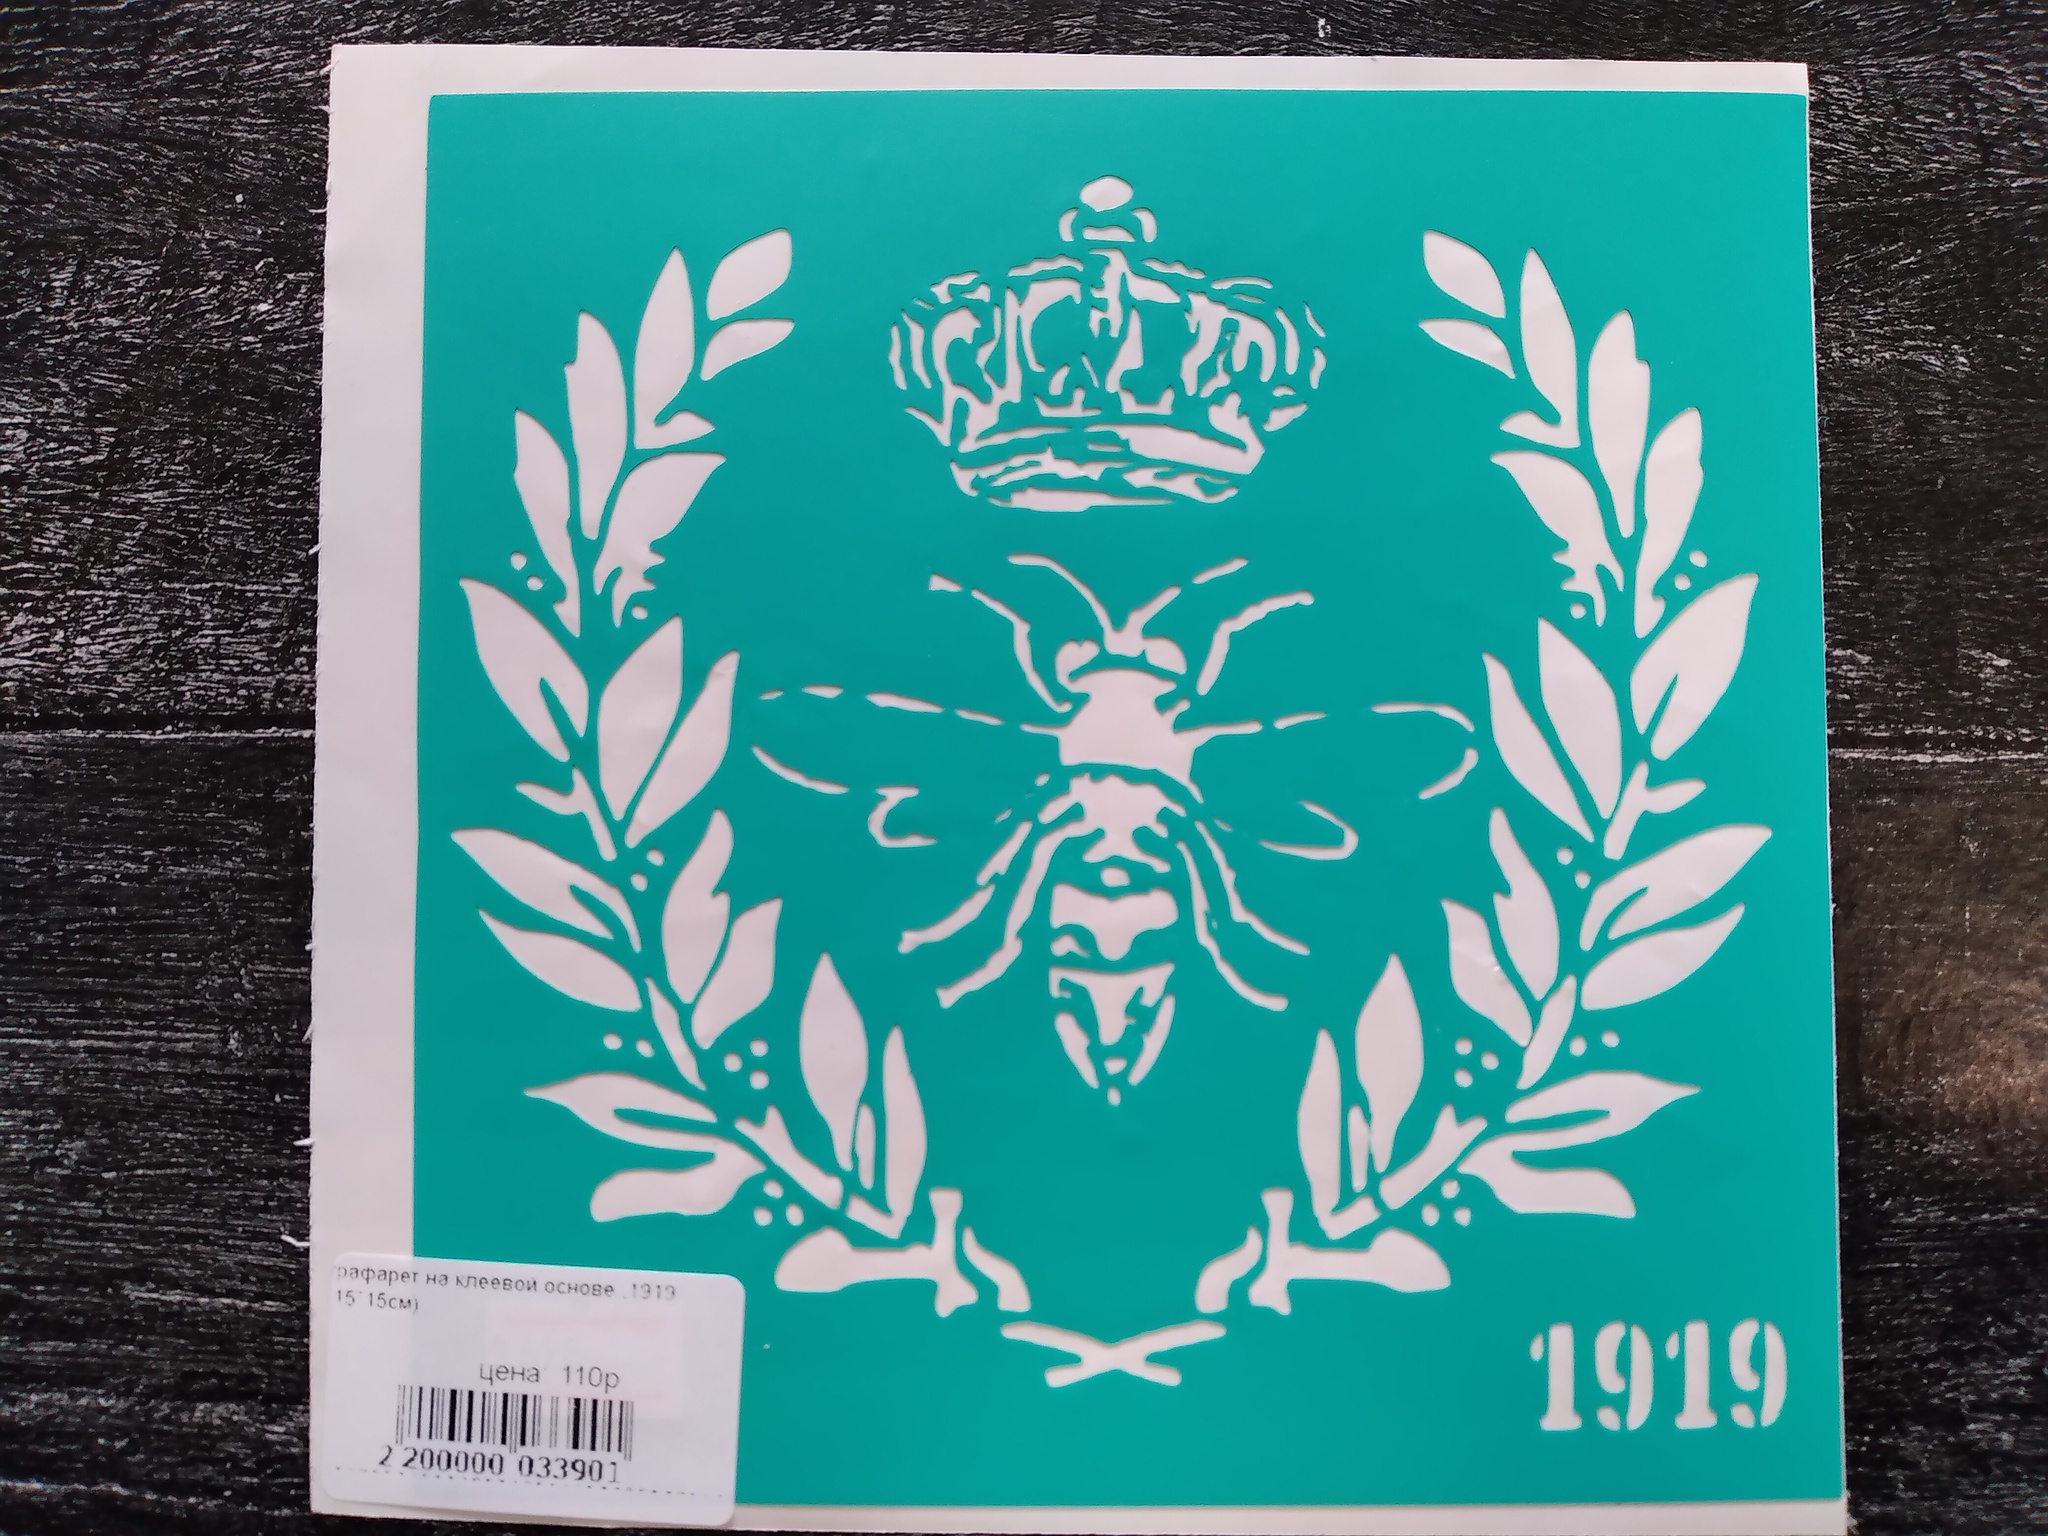 рафарет на клеевой основе .1919
15*15см)
цена: 110р
2 200000 033901
1919